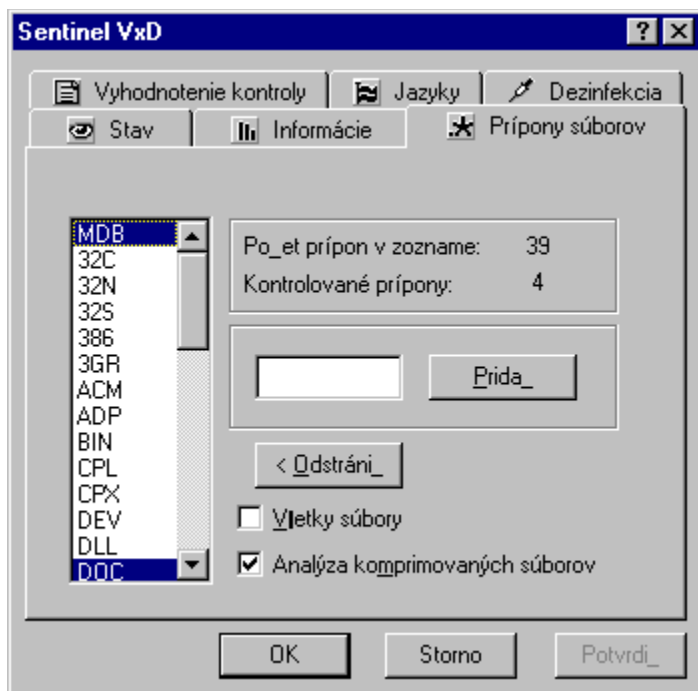 Sentinel VxD
Vyhodnotenie kontroly
Jazyky
Dezinfekcia
Stav
Informácie
Prípony súborov
MDB
32C
32N
32S
386
3GR
ACM
ADP
BIN
CPL
CPX
DEV
DLL
DOC
Po_et prípon v zozname: 39
Kontrolované prípony: 4
Prida_
< Odstráni_
Vletky súbory
Analýza komprimovaných súborov
OK
Storno
Potvrdi_